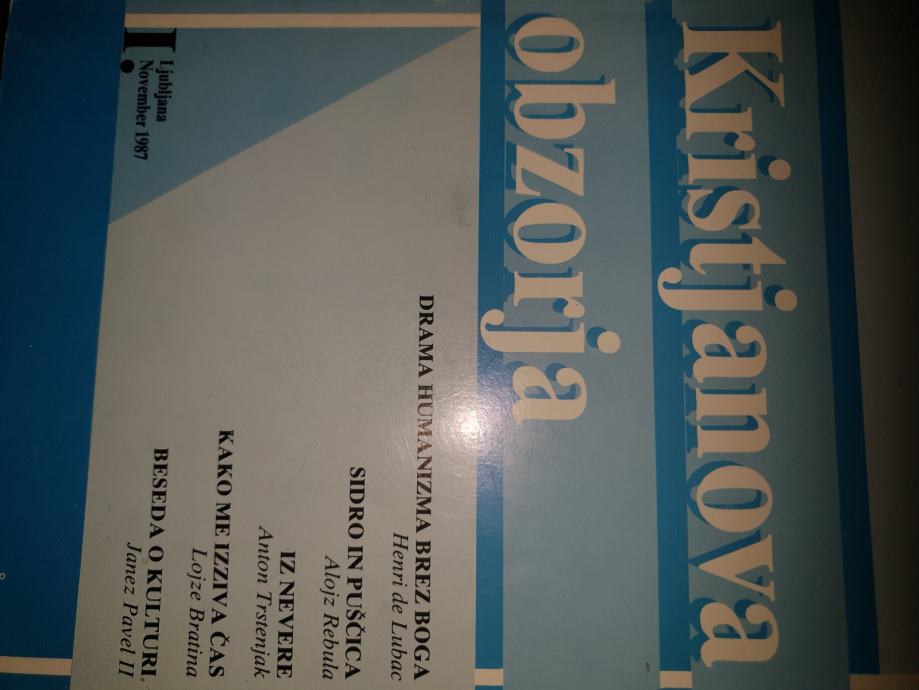 Kristjanova
obzorja
DRAMA HUMANIZMA BREZ BOGA
Henri de Lubac
SIDRO IN PUŠČICA
Alojz Rebula
IZ NEVERE
Anton Trstenjak
KAKO ME IZZIVA ČAS
Lojze Bratina
BESEDA O KULTURI
Janez Pavel II
1.
Ljubljana
November 1987